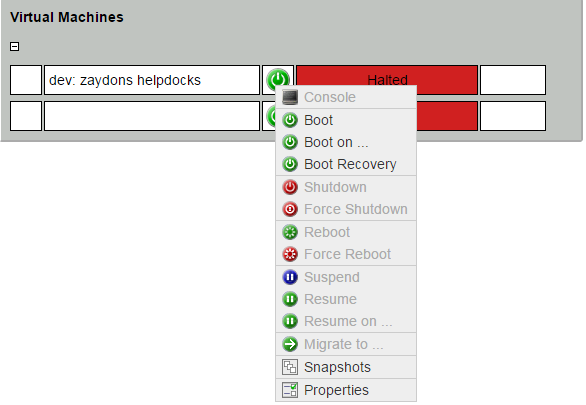 Virtual Machines
dev: zaydons helpdocks
Halted
Console
Boot
Boot on ...
Boot Recovery
Shutdown
Force Shutdown
Reboot
Force Reboot
Suspend
Resume
Resume on ...
Migrate to ...
Snapshots
Properties